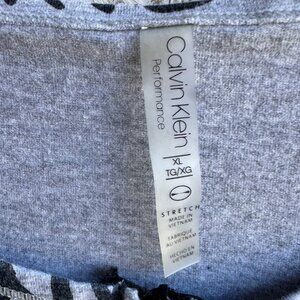 Calvin Klein
Performance
XL
TG/XG
STRETCH
MADE IN
VIETNAM
FABRIQUÉ
AU VIETNAM
HECHO EN
VIETNAM